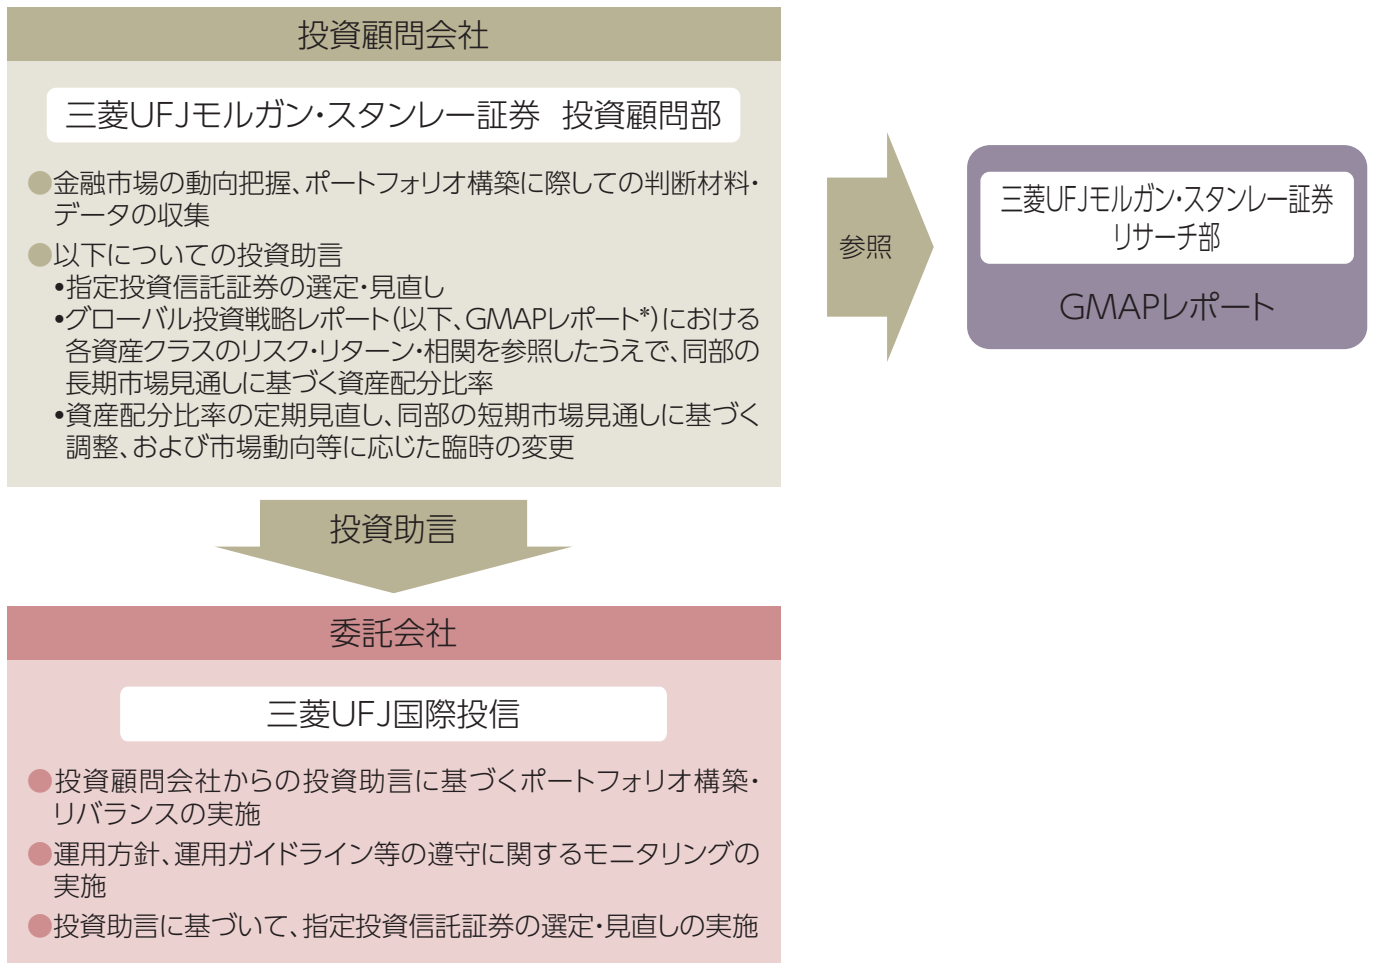 投資顧問会社
三菱UFJモルガン・スタンレー証券 投資顧問部
●金融市場の動向把握、ポートフォリオ構築に際しての判断材料・
データの収集
●以下についての投資助言
•指定投資信託証券の選定・見直し
•グローバル投資戦略レポート(以下、GMAPレポート*)における
各資産クラスのリスク・リターン・相関を参照したうえで、同部の
長期市場見通しに基づく資産配分比率
•資産配分比率の定期見直し、同部の短期市場見通しに基づく
調整、および市場動向等に応じた臨時の変更
参照
三菱UFJモルガン・スタンレー証券
リサーチ部
GMAPレポート
投資助言
委託会社
三菱UFJ国際投信
●投資顧問会社からの投資助言に基づくポートフォリオ構築・
リバランスの実施
●運用方針、運用ガイドライン等の遵守に関するモニタリングの
実施
●投資助言に基づいて、指定投資信託証券の選定・見直しの実施